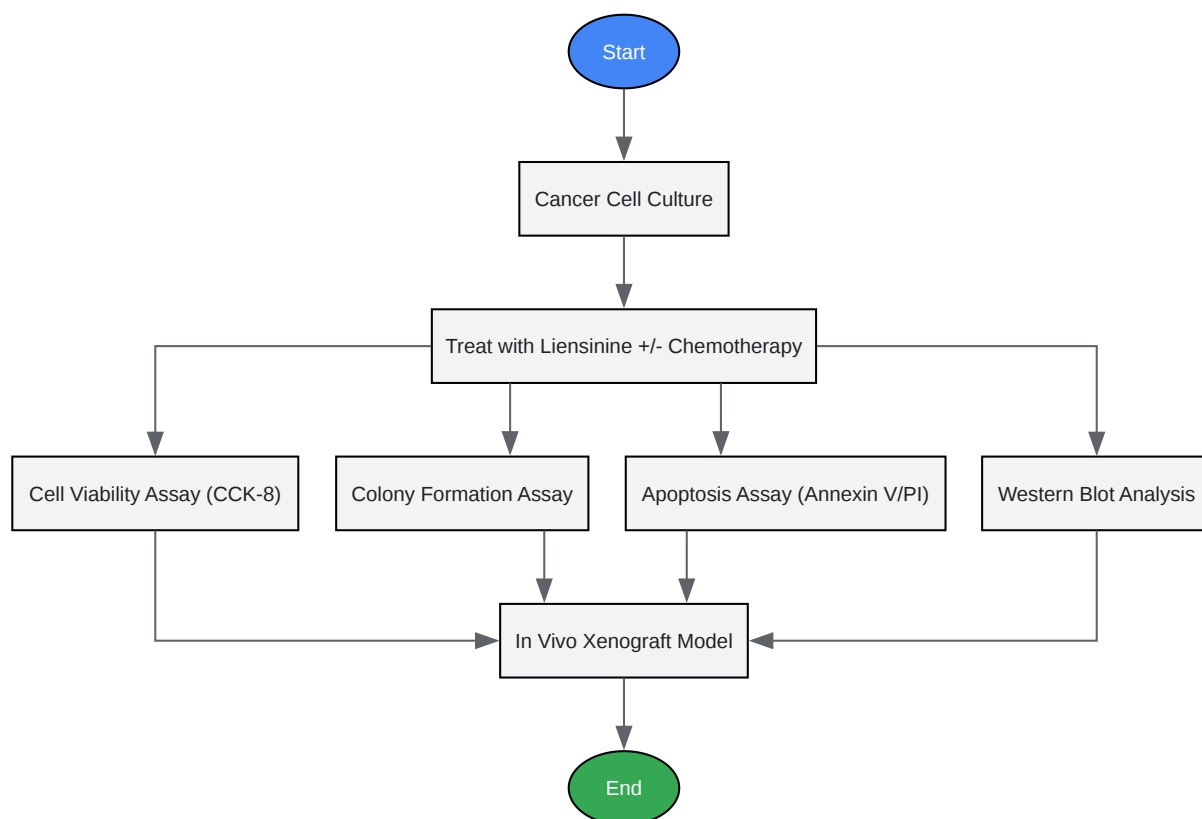 Start
Cancer Cell Culture
Treat with Liensinine +/- Chemotherapy
Cell Viability Assay (CCK-8)
Colony Formation Assay
Apoptosis Assay (Annexin V/PI)
Western Blot Analysis
In Vivo Xenograft Model
End